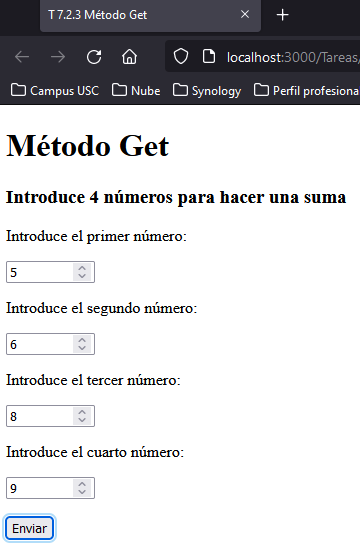 T 7.2.3 Método Get
localhost:3000/Tareas/
Campus USC Nube Synology Perfil profesiona
Método Get
Introduce 4 números para hacer una suma
Introduce el primer número:
5
Introduce el segundo número:
6
Introduce el tercer número:
8
Introduce el cuarto número:
9
Enviar